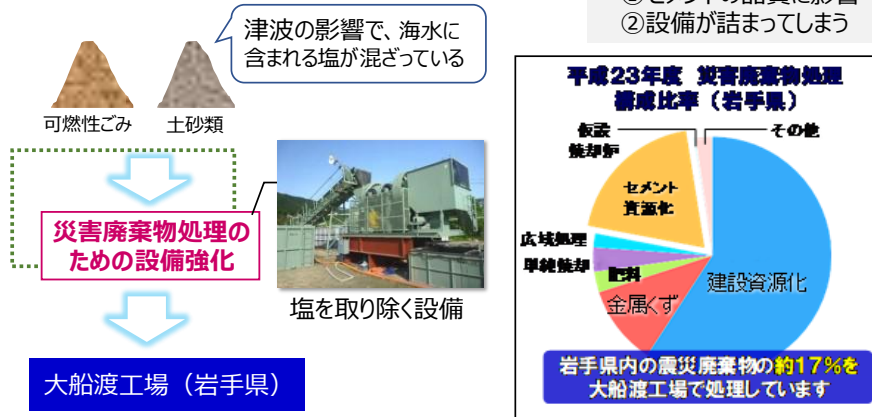 津波の影響で、海水に
含まれる塩が混ざっている
可燃性ごみ
土砂類
災害廃棄物処理の
ための設備強化
塩を取り除く設備
大船渡工場（岩手県）
①セメントの品質に影響
②設備が詰まってしまう
平成23年度 災害廃棄物処理
構成比率（岩手県）
仮設
焼却炉
その他
セメント
資源化
広域処理
単純焼却
肥料
金属くず
建設資源化
岩手県内の震災廃棄物の約17%を
大船渡工場で処理しています